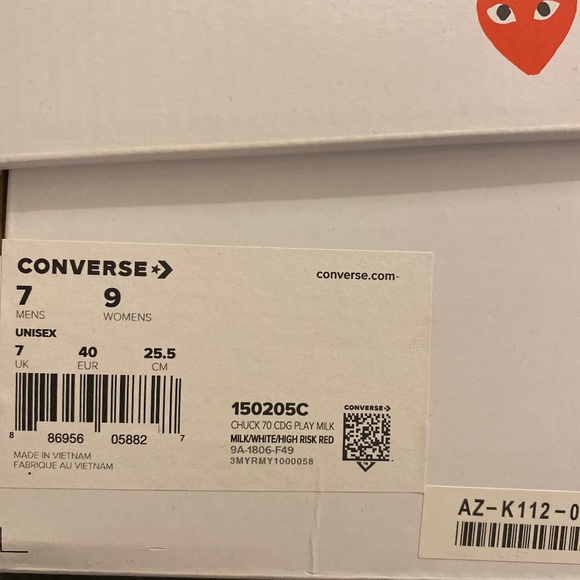 CONVERSE
converse.com
7 9
MENS WOMENS
UNISEX
7 40 25.5
UK EUR CM
8 86956 05882 7
MADE IN VIETNAM
FABRIQUE AU VIETNAM
150205C
CHUCK 70 CDG PLAY MILK
MILK/WHITE/HIGH RISK RED
9A-1806-F49
3MYRMY1000058
CONVERSE
AZ-K112-0